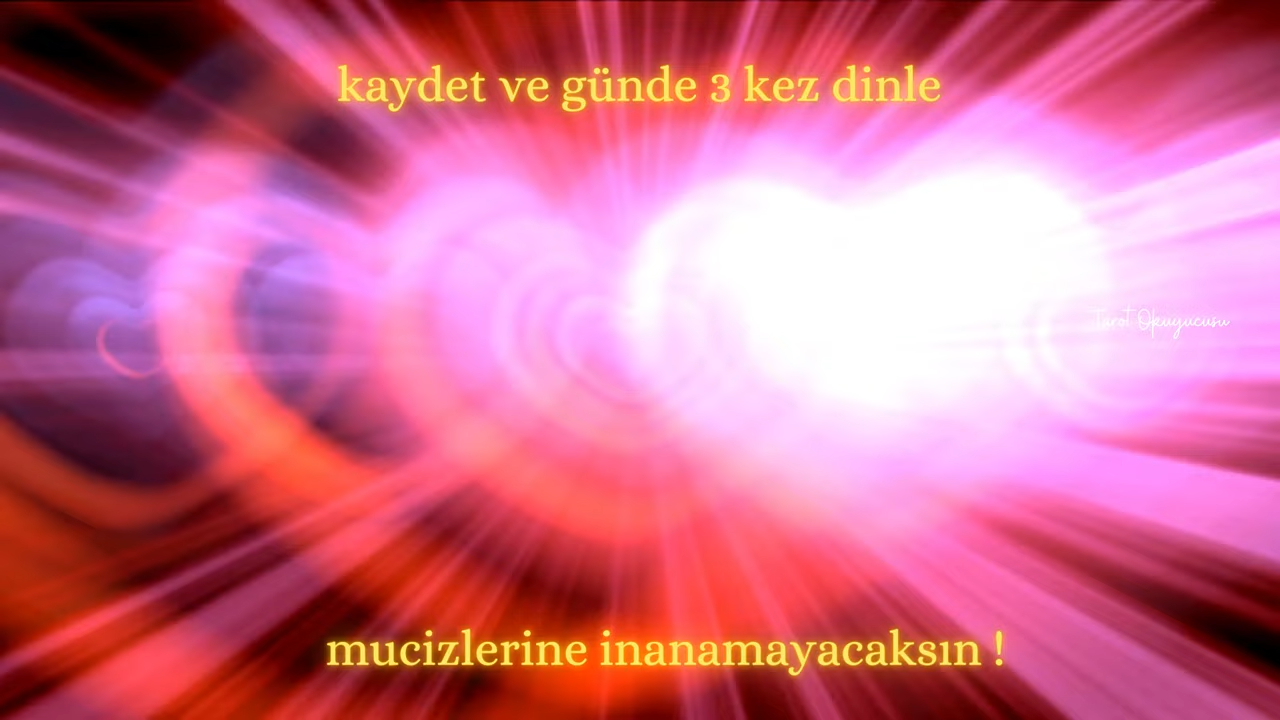 kaydet ve günde 3 kez dinle
Tarot Okuyucusu
mucizlerine inanamayacaksın !